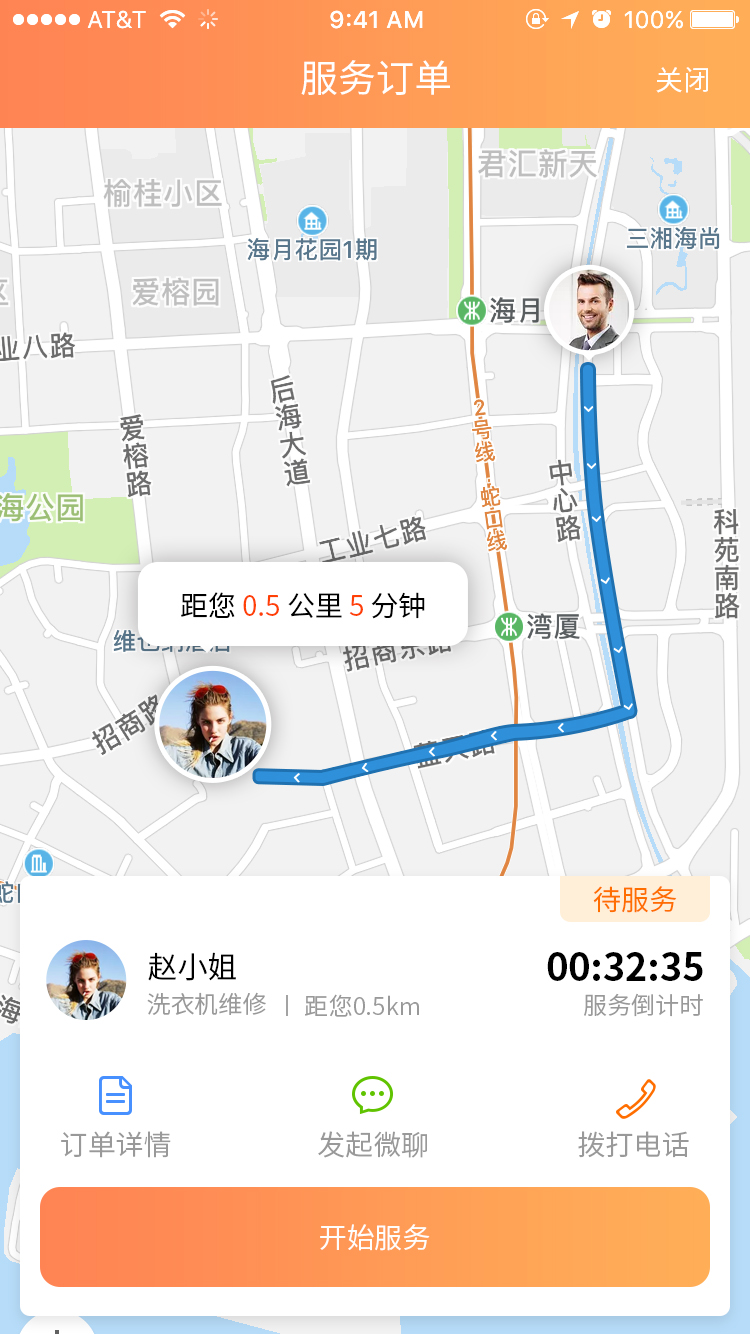 AT&T
9:41 AM
100%
服务订单
关闭
君汇新天
榆桂小区
海月花园1期
三湘海尚
爱榕园
区
海月
业八路
后海大道
爱榕路
2号线·蛇口线
中心路
海公园
科苑南路
工业七路
距您 0.5 公里 5 分钟
湾厦
招商东路
招商路
待服务
赵小姐
00:32:35
洗衣机维修 | 距您0.5km
服务倒计时
海
订单详情
发起微聊
拨打电话
开始服务